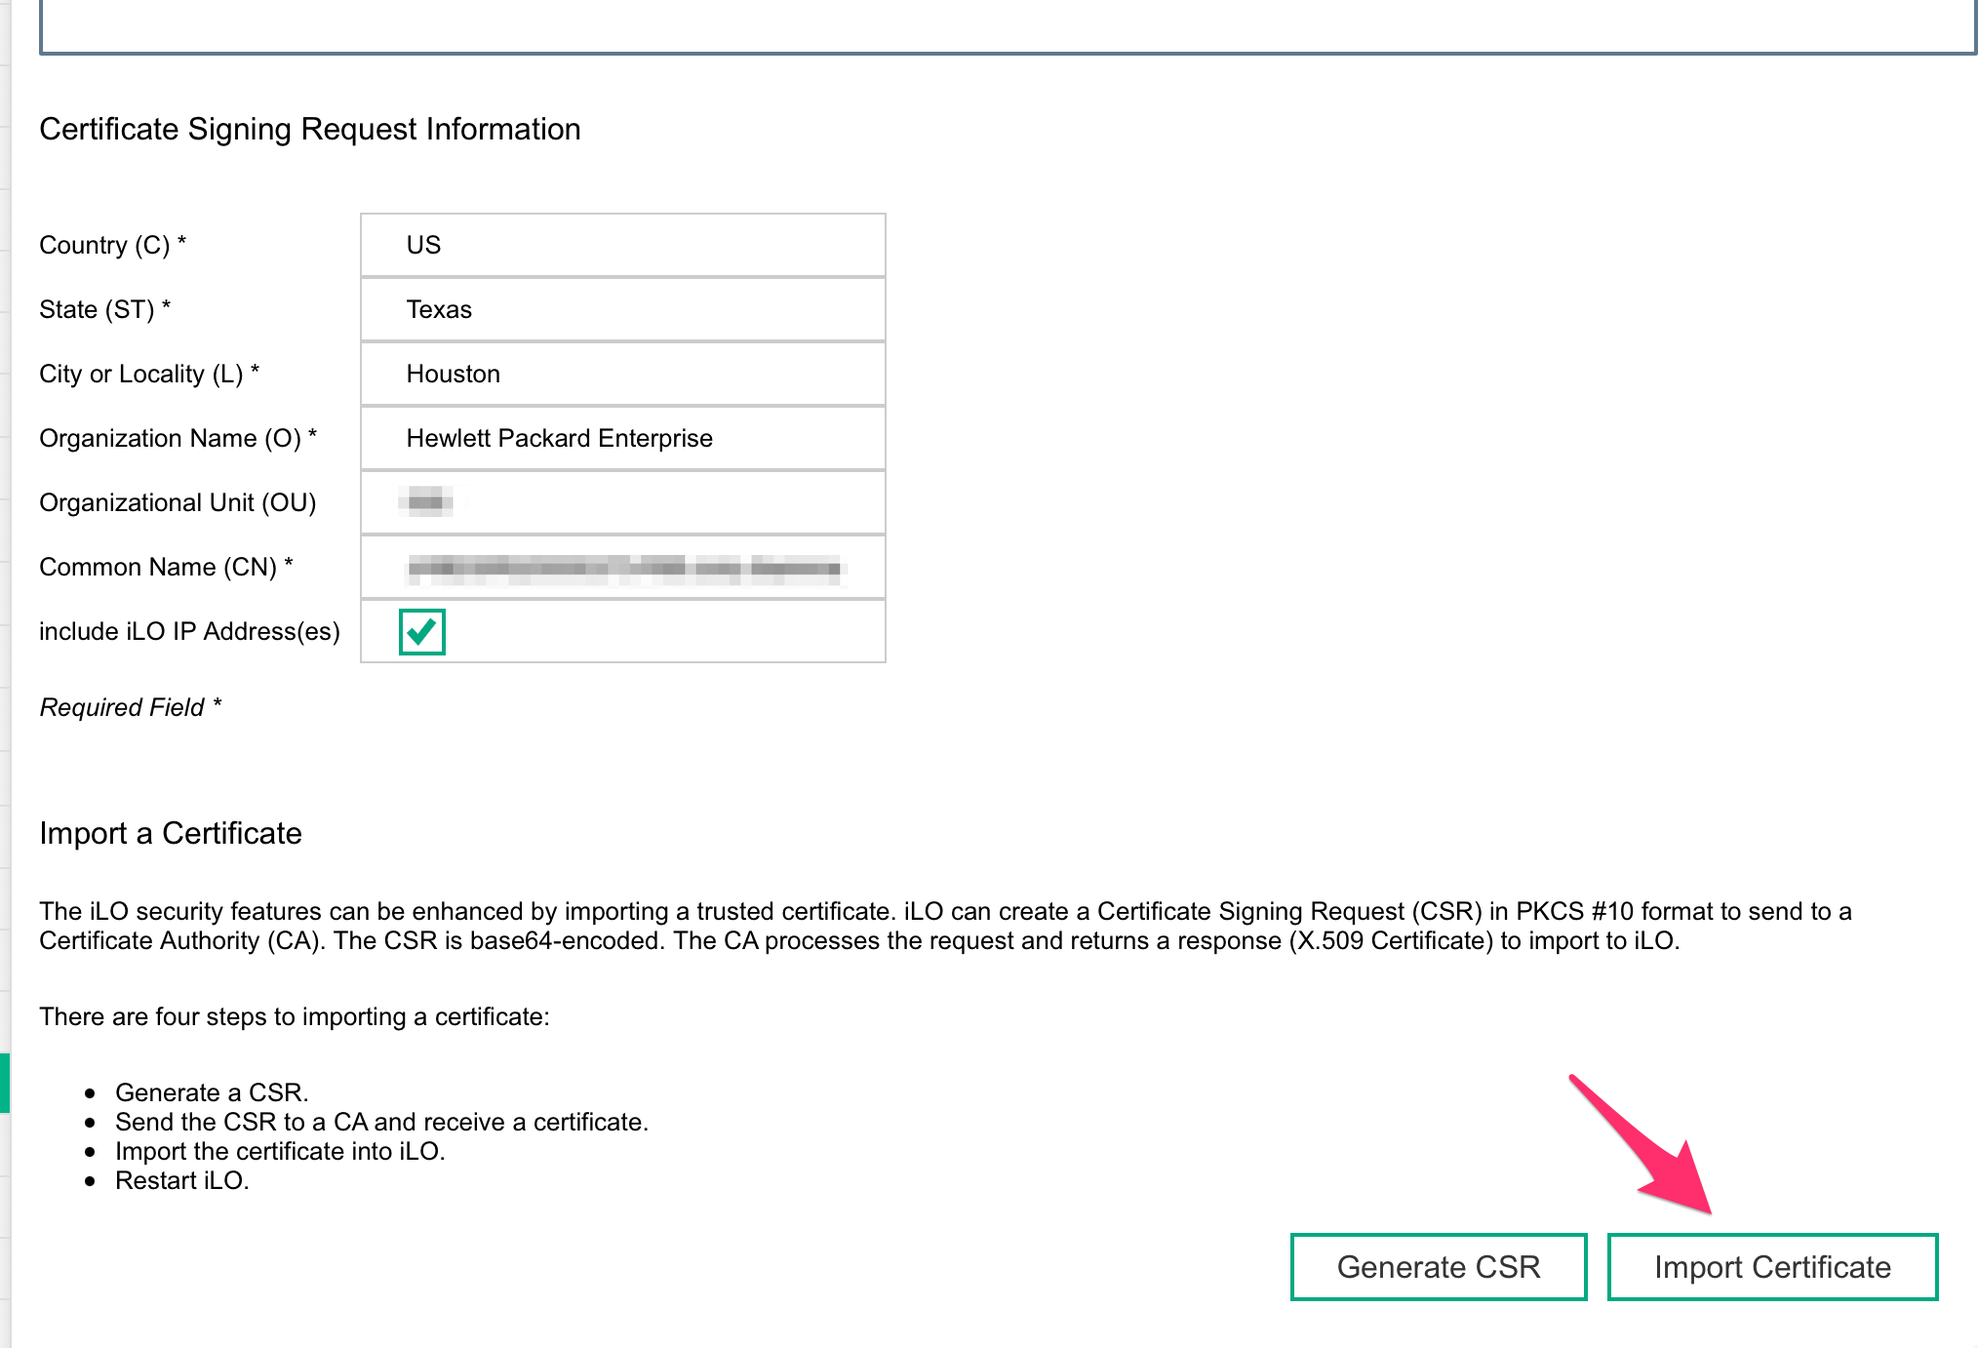 Certificate Signing Request Information
Country (C) *
US
State (ST) *
Texas
City or Locality (L) *
Houston
Organization Name (O) *
Hewlett Packard Enterprise
Organizational Unit (OU)
Common Name (CN) *
include iLO IP Address(es)
Required Field *
Import a Certificate
The iLO security features can be enhanced by importing a trusted certificate. iLO can create a Certificate Signing Request (CSR) in PKCS #10 format to send to a
Certificate Authority (CA). The CSR is base64-encoded. The CA processes the request and returns a response (X.509 Certificate) to import to iLO.
There are four steps to importing a certificate:
• Generate a CSR.
• Send the CSR to a CA and receive a certificate.
• Import the certificate into iLO.
• Restart iLO.
Generate CSR
Import Certificate